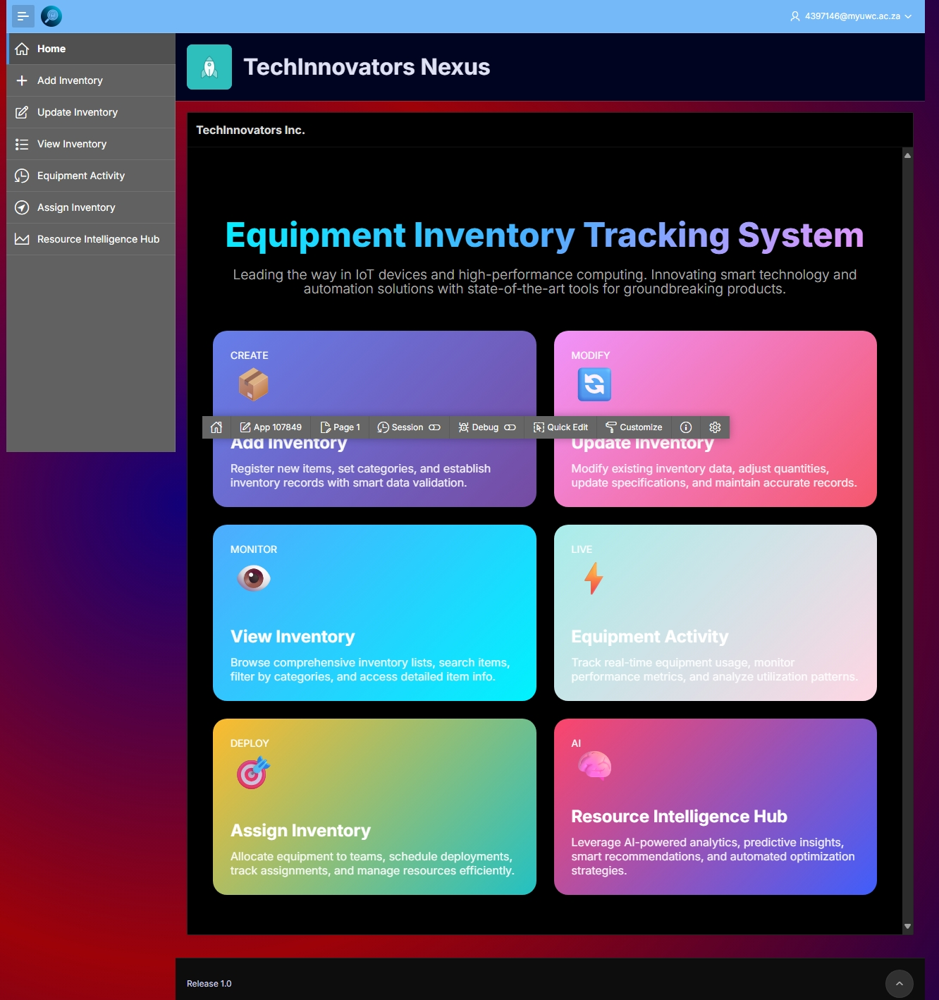 4397146@myuwc.ac.za
Home
Add Inventory
Update Inventory
View Inventory
Equipment Activity
Assign Inventory
Resource Intelligence Hub
TechInnovators Nexus
TechInnovators Inc.
Equipment Inventory Tracking System
Leading the way in IoT devices and high-performance computing. Innovating smart technology and
automation solutions with state-of-the-art tools for groundbreaking products.
CREATE
Add Inventory
Register new items, set categories, and establish
inventory records with smart data validation.
MODIFY
Update Inventory
Modify existing inventory data, adjust quantities,
update specifications, and maintain accurate records.
App 107849
Page 1
Session
Debug
Quick Edit
Customize
MONITOR
View Inventory
Browse comprehensive inventory lists, search items,
filter by categories, and access detailed item info.
LIVE
Equipment Activity
Track real-time equipment usage, monitor
performance metrics, and analyze utilization patterns.
DEPLOY
Assign Inventory
Allocate equipment to teams, schedule deployments,
track assignments, and manage resources efficiently.
AI
Resource Intelligence Hub
Leverage AI-powered analytics, predictive insights,
smart recommendations, and automated optimization
strategies.
Release 1.0